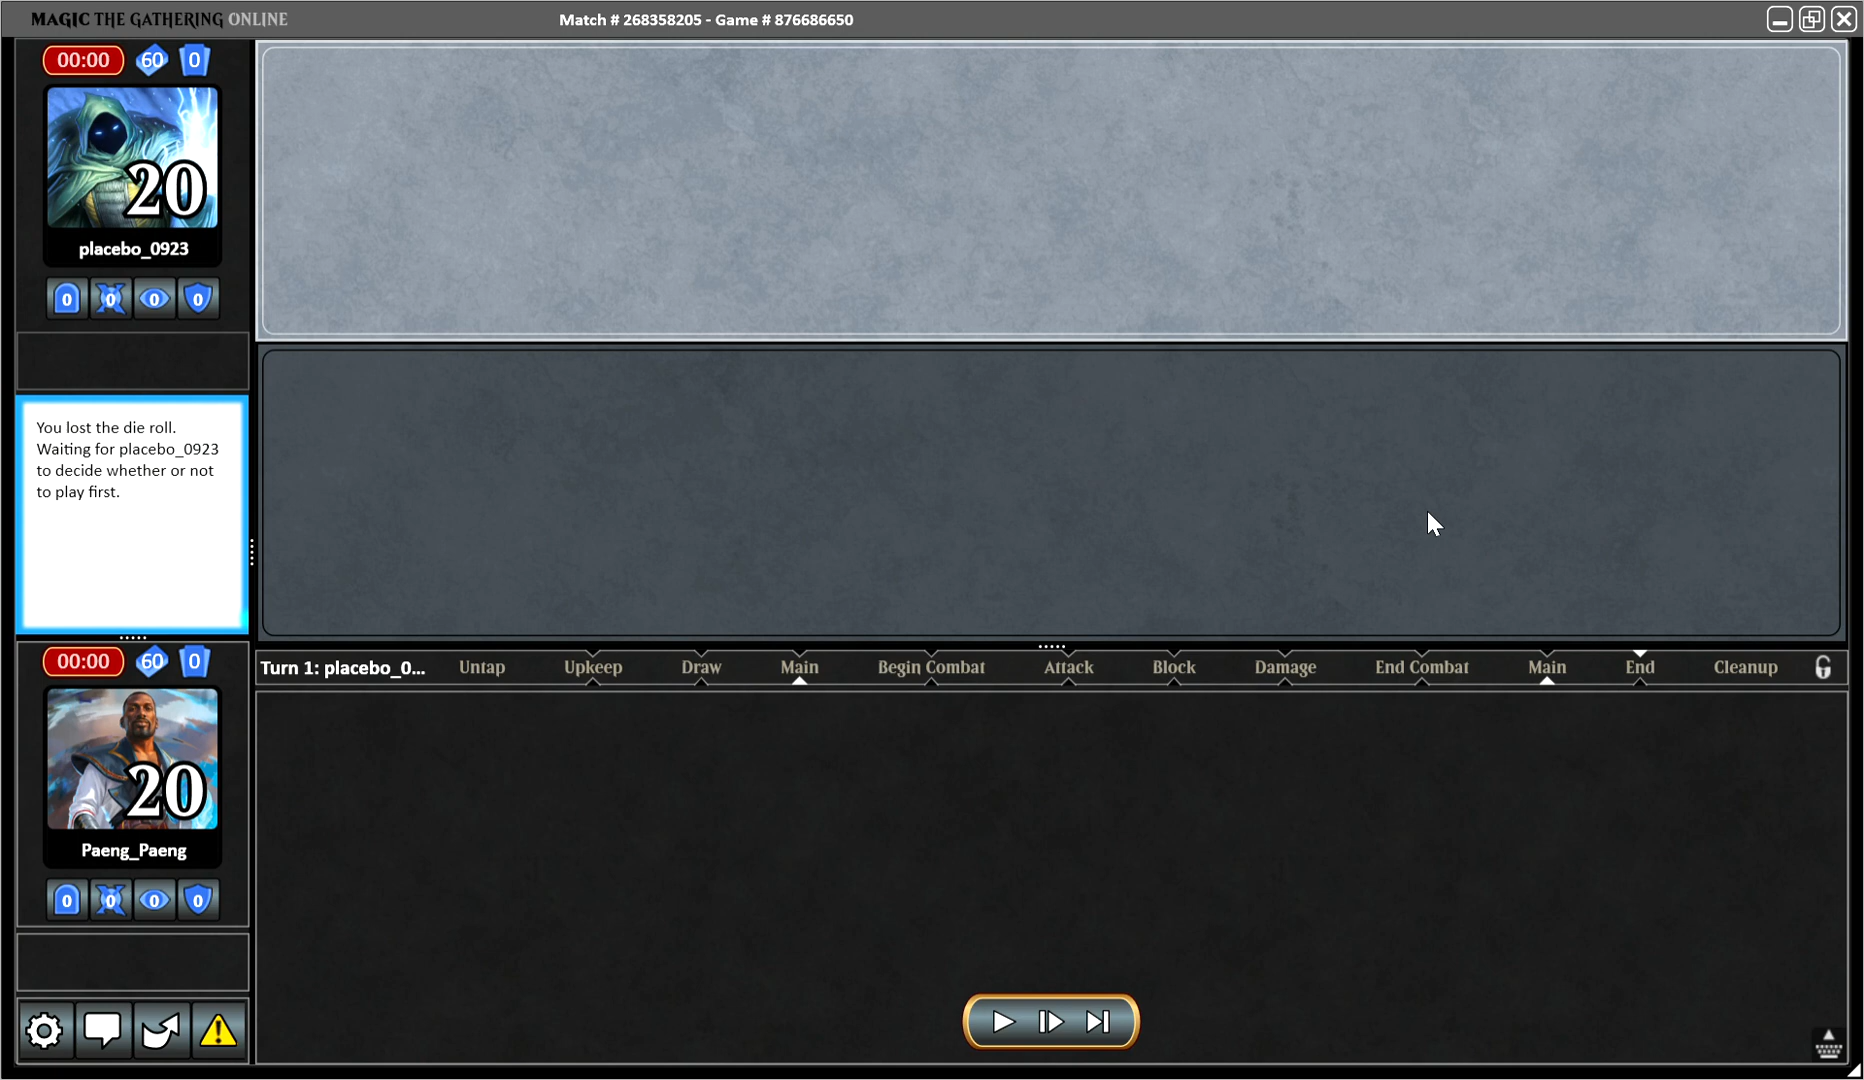 MAGIC THE GATHERING ONLINE
Match # 268358205 - Game # 876686650
00:00 60 0
20
placebo_0923
0 0 0 0
You lost the die roll.
Waiting for placebo_0923
to decide whether or not
to play first.
00:00 60 0
Turn 1: placebo_0... Untap Upkeep Draw Main Begin Combat Attack Block Damage End Combat Main End Cleanup
20
Paeng_Paeng
0 0 0 0